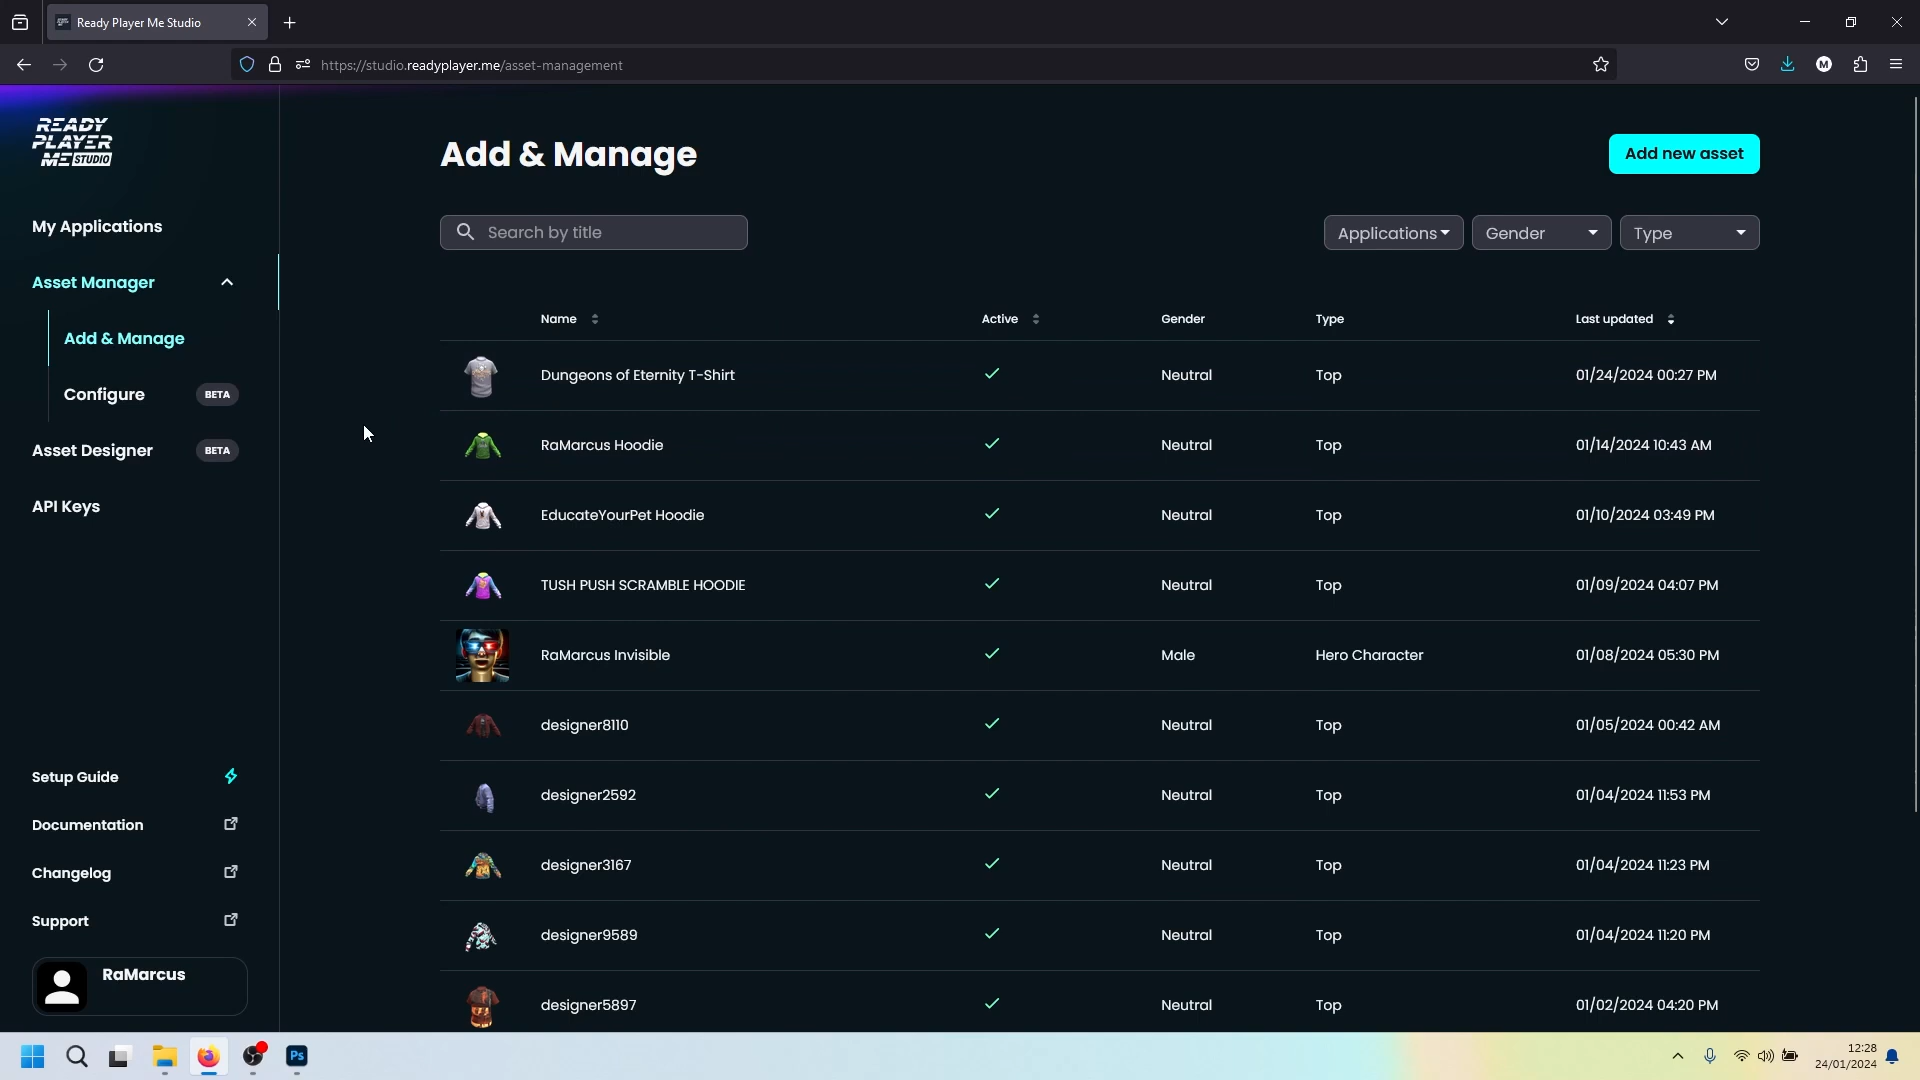 Ready Player Me Studio
https://studio.readyplayer.me/asset-management
READY
PLAYER
ME STUDIO
My Applications
Asset Manager
Add & Manage
Configure BETA
Asset Designer BETA
API Keys
Setup Guide
Documentation
Changelog
Support
RaMarcus
Add & Manage
Add new asset
Search by title
Applications
Gender
Type
Name Active Gender Type Last updated
Dungeons of Eternity T-Shirt Neutral Top 01/24/2024 00:27 PM
RaMarcus Hoodie Neutral Top 01/14/2024 10:43 AM
EducateYourPet Hoodie Neutral Top 01/10/2024 03:49 PM
TUSH PUSH SCRAMBLE HOODIE Neutral Top 01/09/2024 04:07 PM
RaMarcus Invisible Male Hero Character 01/08/2024 05:30 PM
designer8110 Neutral Top 01/05/2024 00:42 AM
designer2592 Neutral Top 01/04/2024 11:53 PM
designer3167 Neutral Top 01/04/2024 11:23 PM
designer9589 Neutral Top 01/04/2024 11:20 PM
designer5897 Neutral Top 01/02/2024 04:20 PM
M
Ps
12:28
24/01/2024